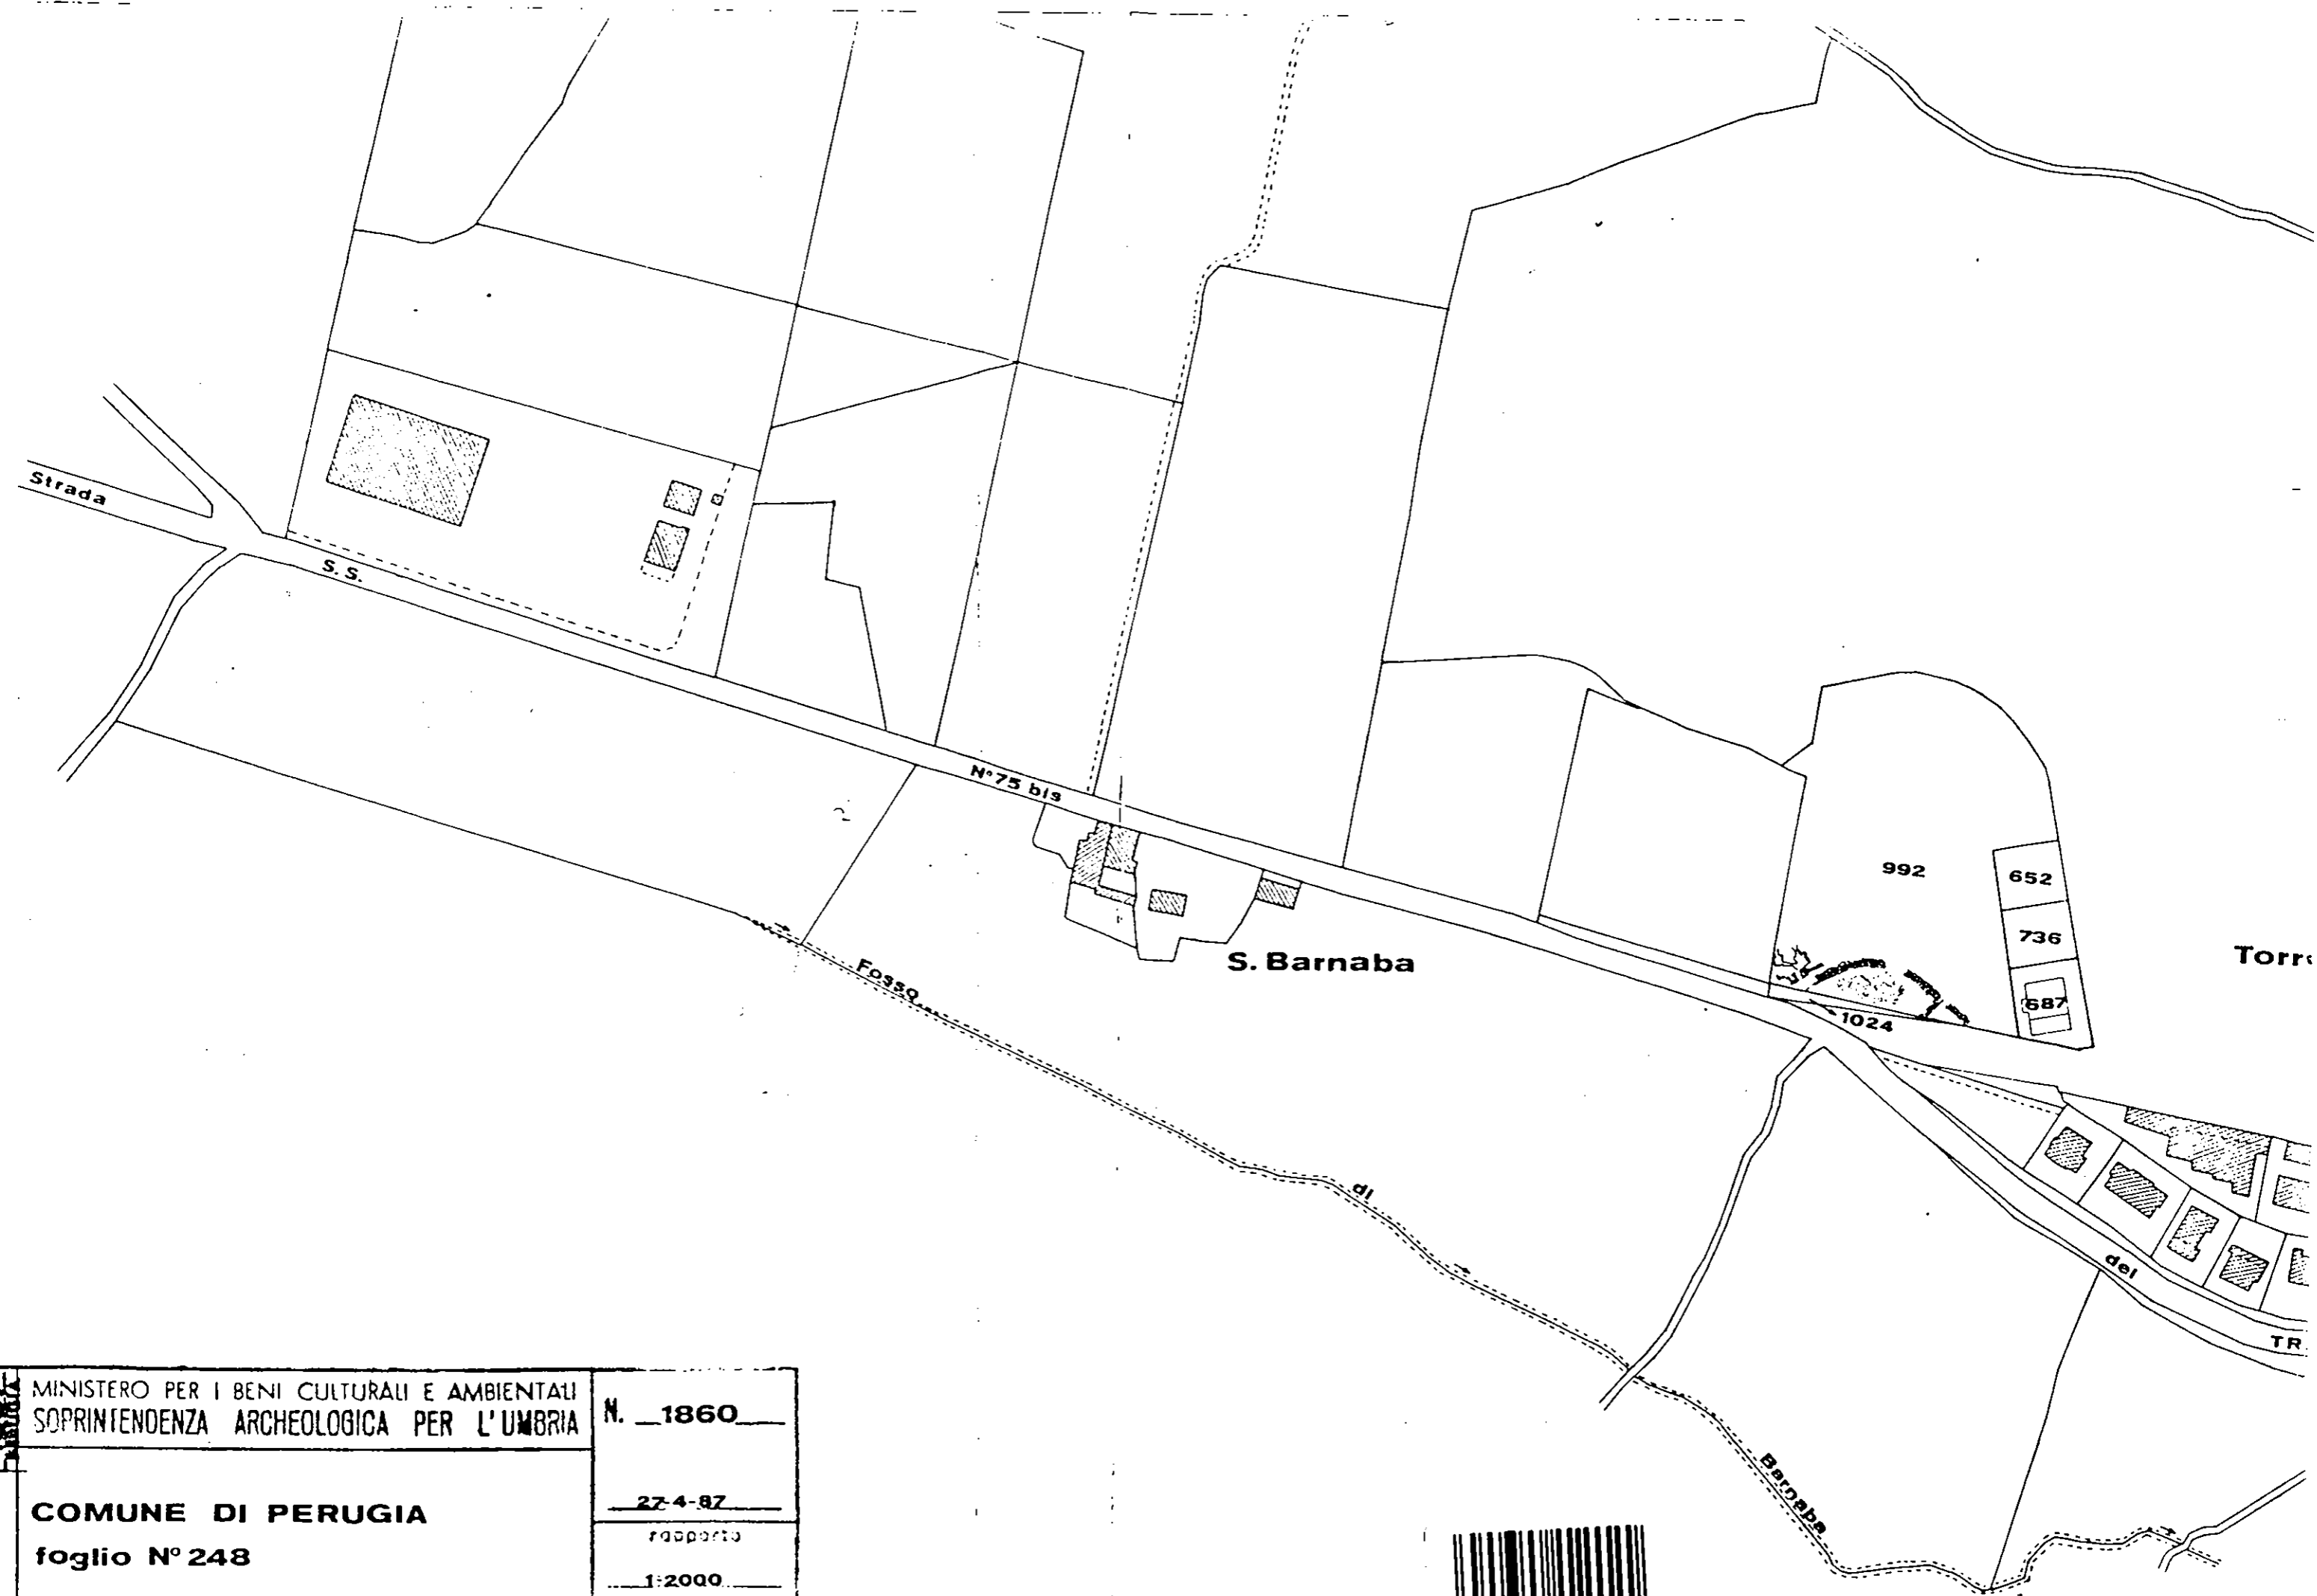 Strada
S. S.
N° 75 bis
992
652
736
687
1024
S. Barnaba
Fosso
di
Barnaba
del
TR
MINISTERO PER I BENI CULTURALI E AMBIENTALI
SOPRINTENDENZA ARCHEOLOGICA PER L'UMBRIA
N. 1860
27-4-87
rapporto
1:2000
COMUNE DI PERUGIA
foglio N° 248